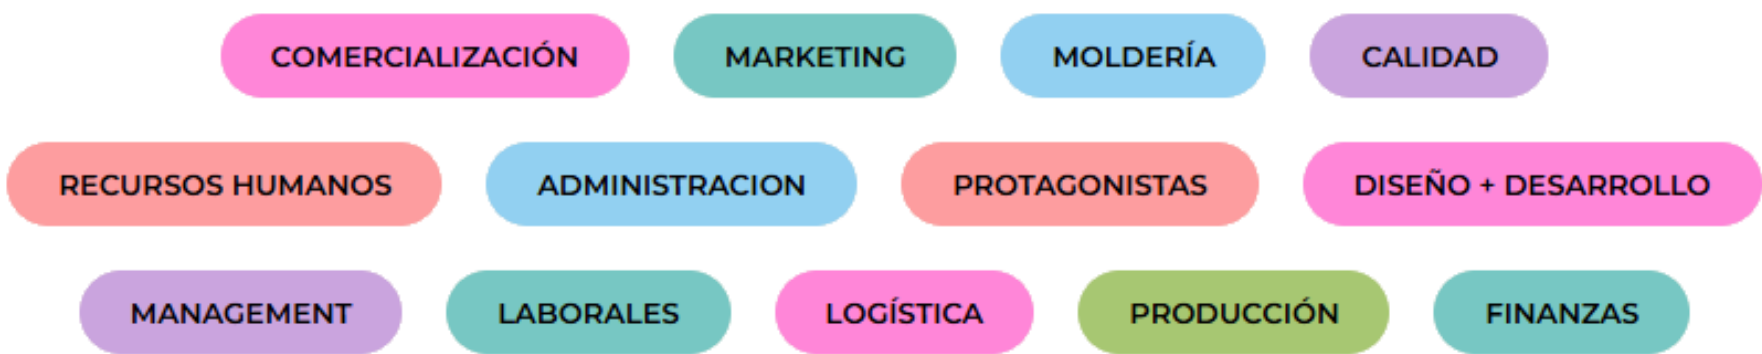 COMERCIALIZACIÓN MARKETING MOLDERÍA CALIDAD
RECURSOS HUMANOS ADMINISTRACION PROTAGONISTAS DISEÑO + DESARROLLO
MANAGEMENT LABORALES LOGÍSTICA PRODUCCIÓN FINANZAS